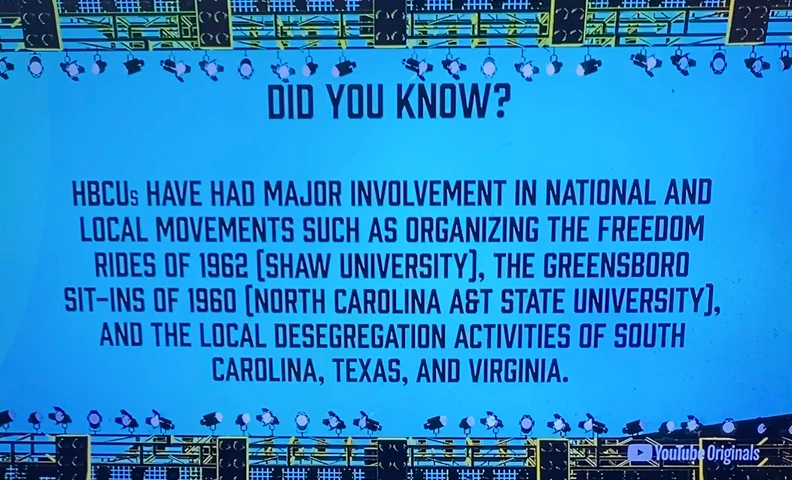 DID YOU KNOW?
HBCUs HAVE HAD MAJOR INVOLVEMENT IN NATIONAL AND
LOCAL MOVEMENTS SUCH AS ORGANIZING THE FREEDOM
RIDES OF 1962 (SHAW UNIVERSITY), THE GREENSBORO
SIT-INS OF 1960 (NORTH CAROLINA A&T STATE UNIVERSITY),
AND THE LOCAL DESEGREGATION ACTIVITIES OF SOUTH
CAROLINA, TEXAS, AND VIRGINIA.
YouTube Originals